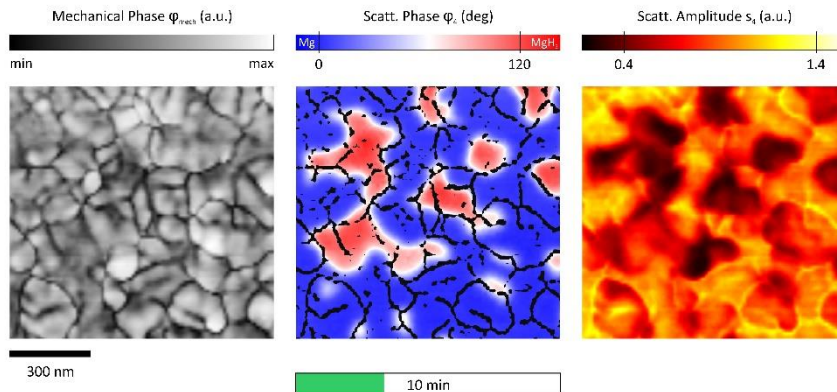 Mechanical Phase φmech (a.u.)
min max
300 nm
Scatt. Phase φ4 (deg)
Mg MgH2
0 120
10 min
Scatt. Amplitude s4 (a.u.)
0.4 1.4